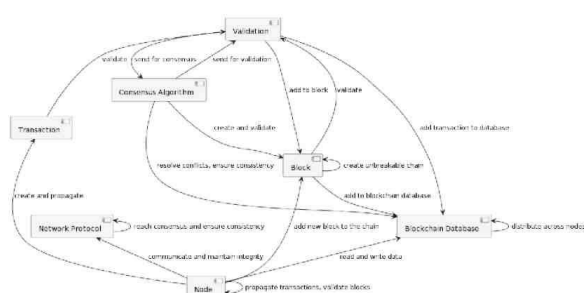 Validation
validate
send for consensus
send for validation
Consensus Algorithm
add to block
validate
Transaction
create and validate
add transaction to database
resolve conflicts, ensure consistency
Block
create unbreakable chain
create and propagate
add to blockchain database
Network Protocol
reach consensus and ensure consistency
add new block to the chain
Blockchain Database
distribute across nodes
communicate and maintain integrity
read and write data
Node
propagate transactions, validate blocks